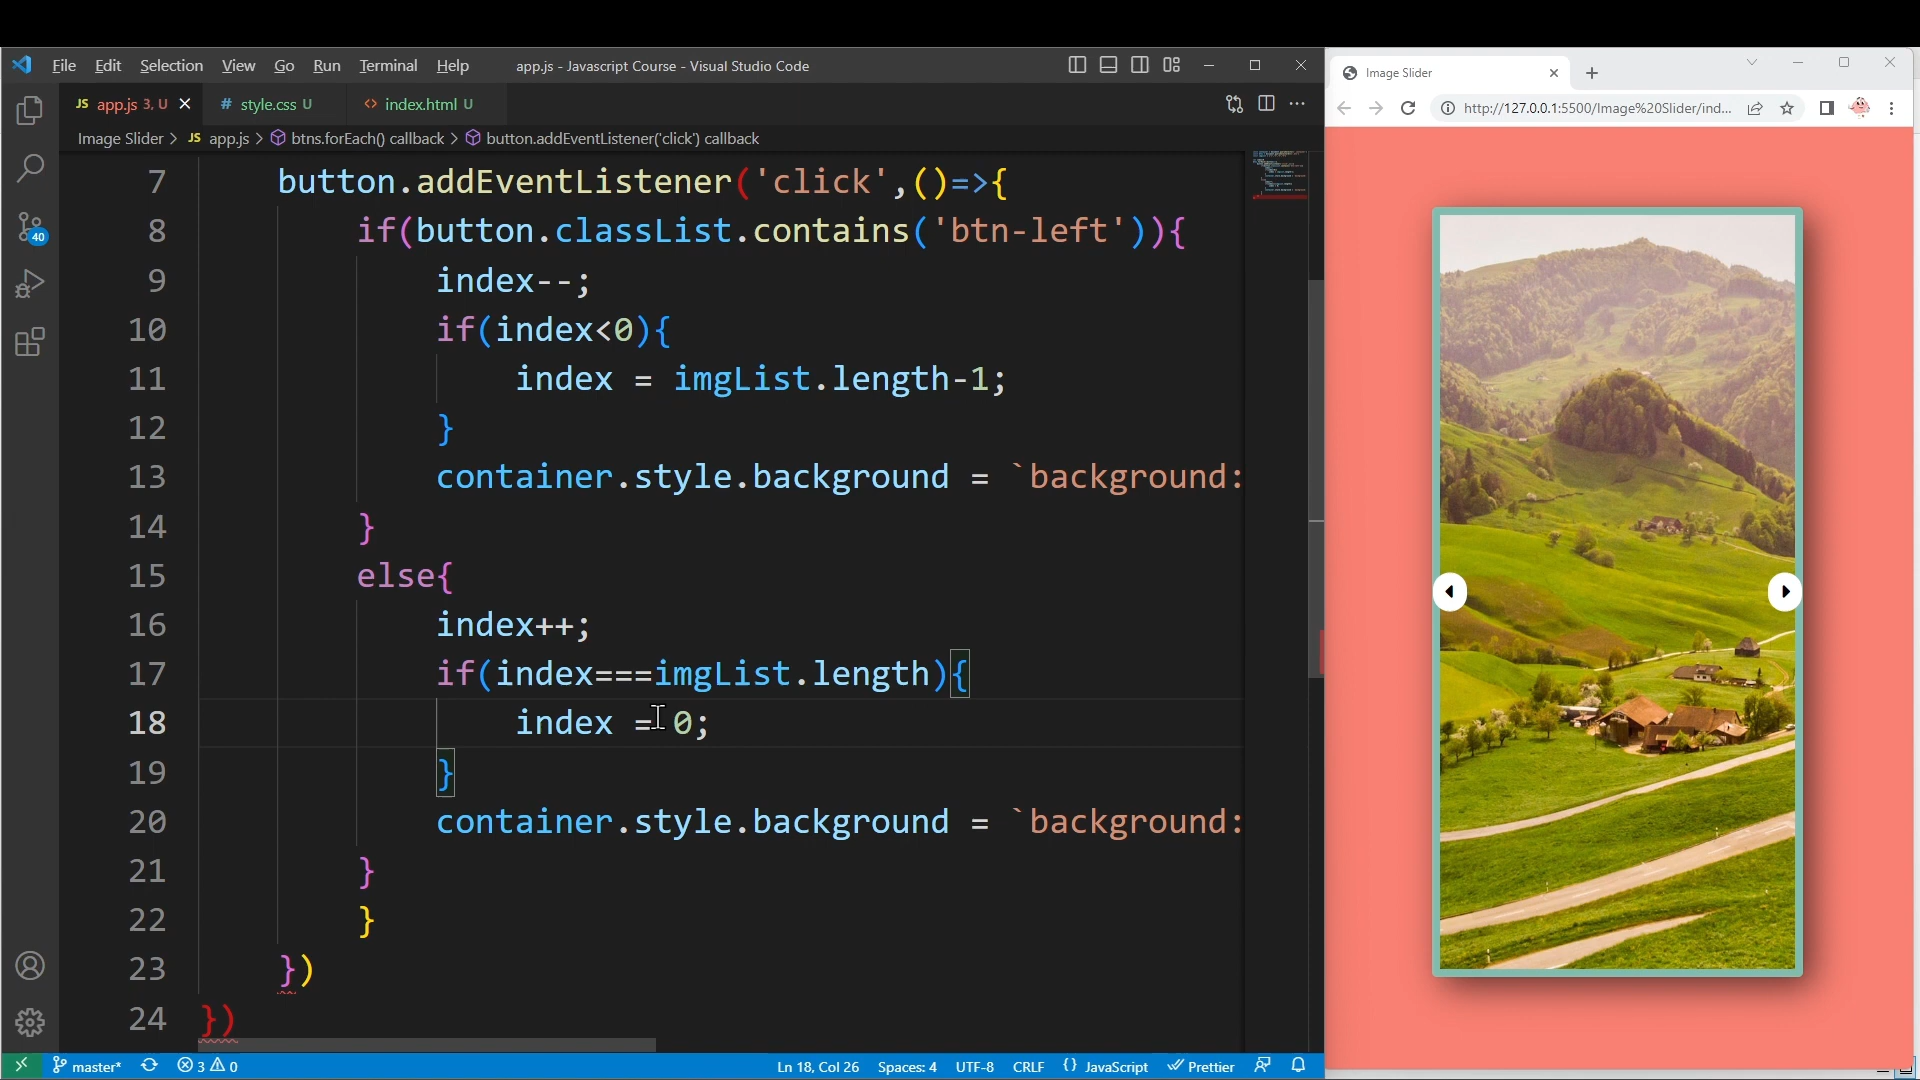 File Edit Selection View Go Run Terminal Help app.js - Javascript Course - Visual Studio Code
JS app.js 3, U # style.css U <> index.html U
Image Slider > JS app.js > btns.forEach() callback > button.addEventListener('click') callback
7 button.addEventListener('click',()=>{
8 if(button.classList.contains('btn-left')){
9 index--;
10 if(index<0){
11 index = imgList.length-1;
12 }
13 container.style.background = `background:
14 }
15 else{
16 index++;
17 if(index===imgList.length){
18 index = 0;
19 }
20 container.style.background = `background:
21 }
22 }
23 })
24 })
40
master* 3 0 Ln 18, Col 26 Spaces: 4 UTF-8 CRLF {} JavaScript Prettier
Image Slider
http://127.0.0.1:5500/Image%20Slider/ind...